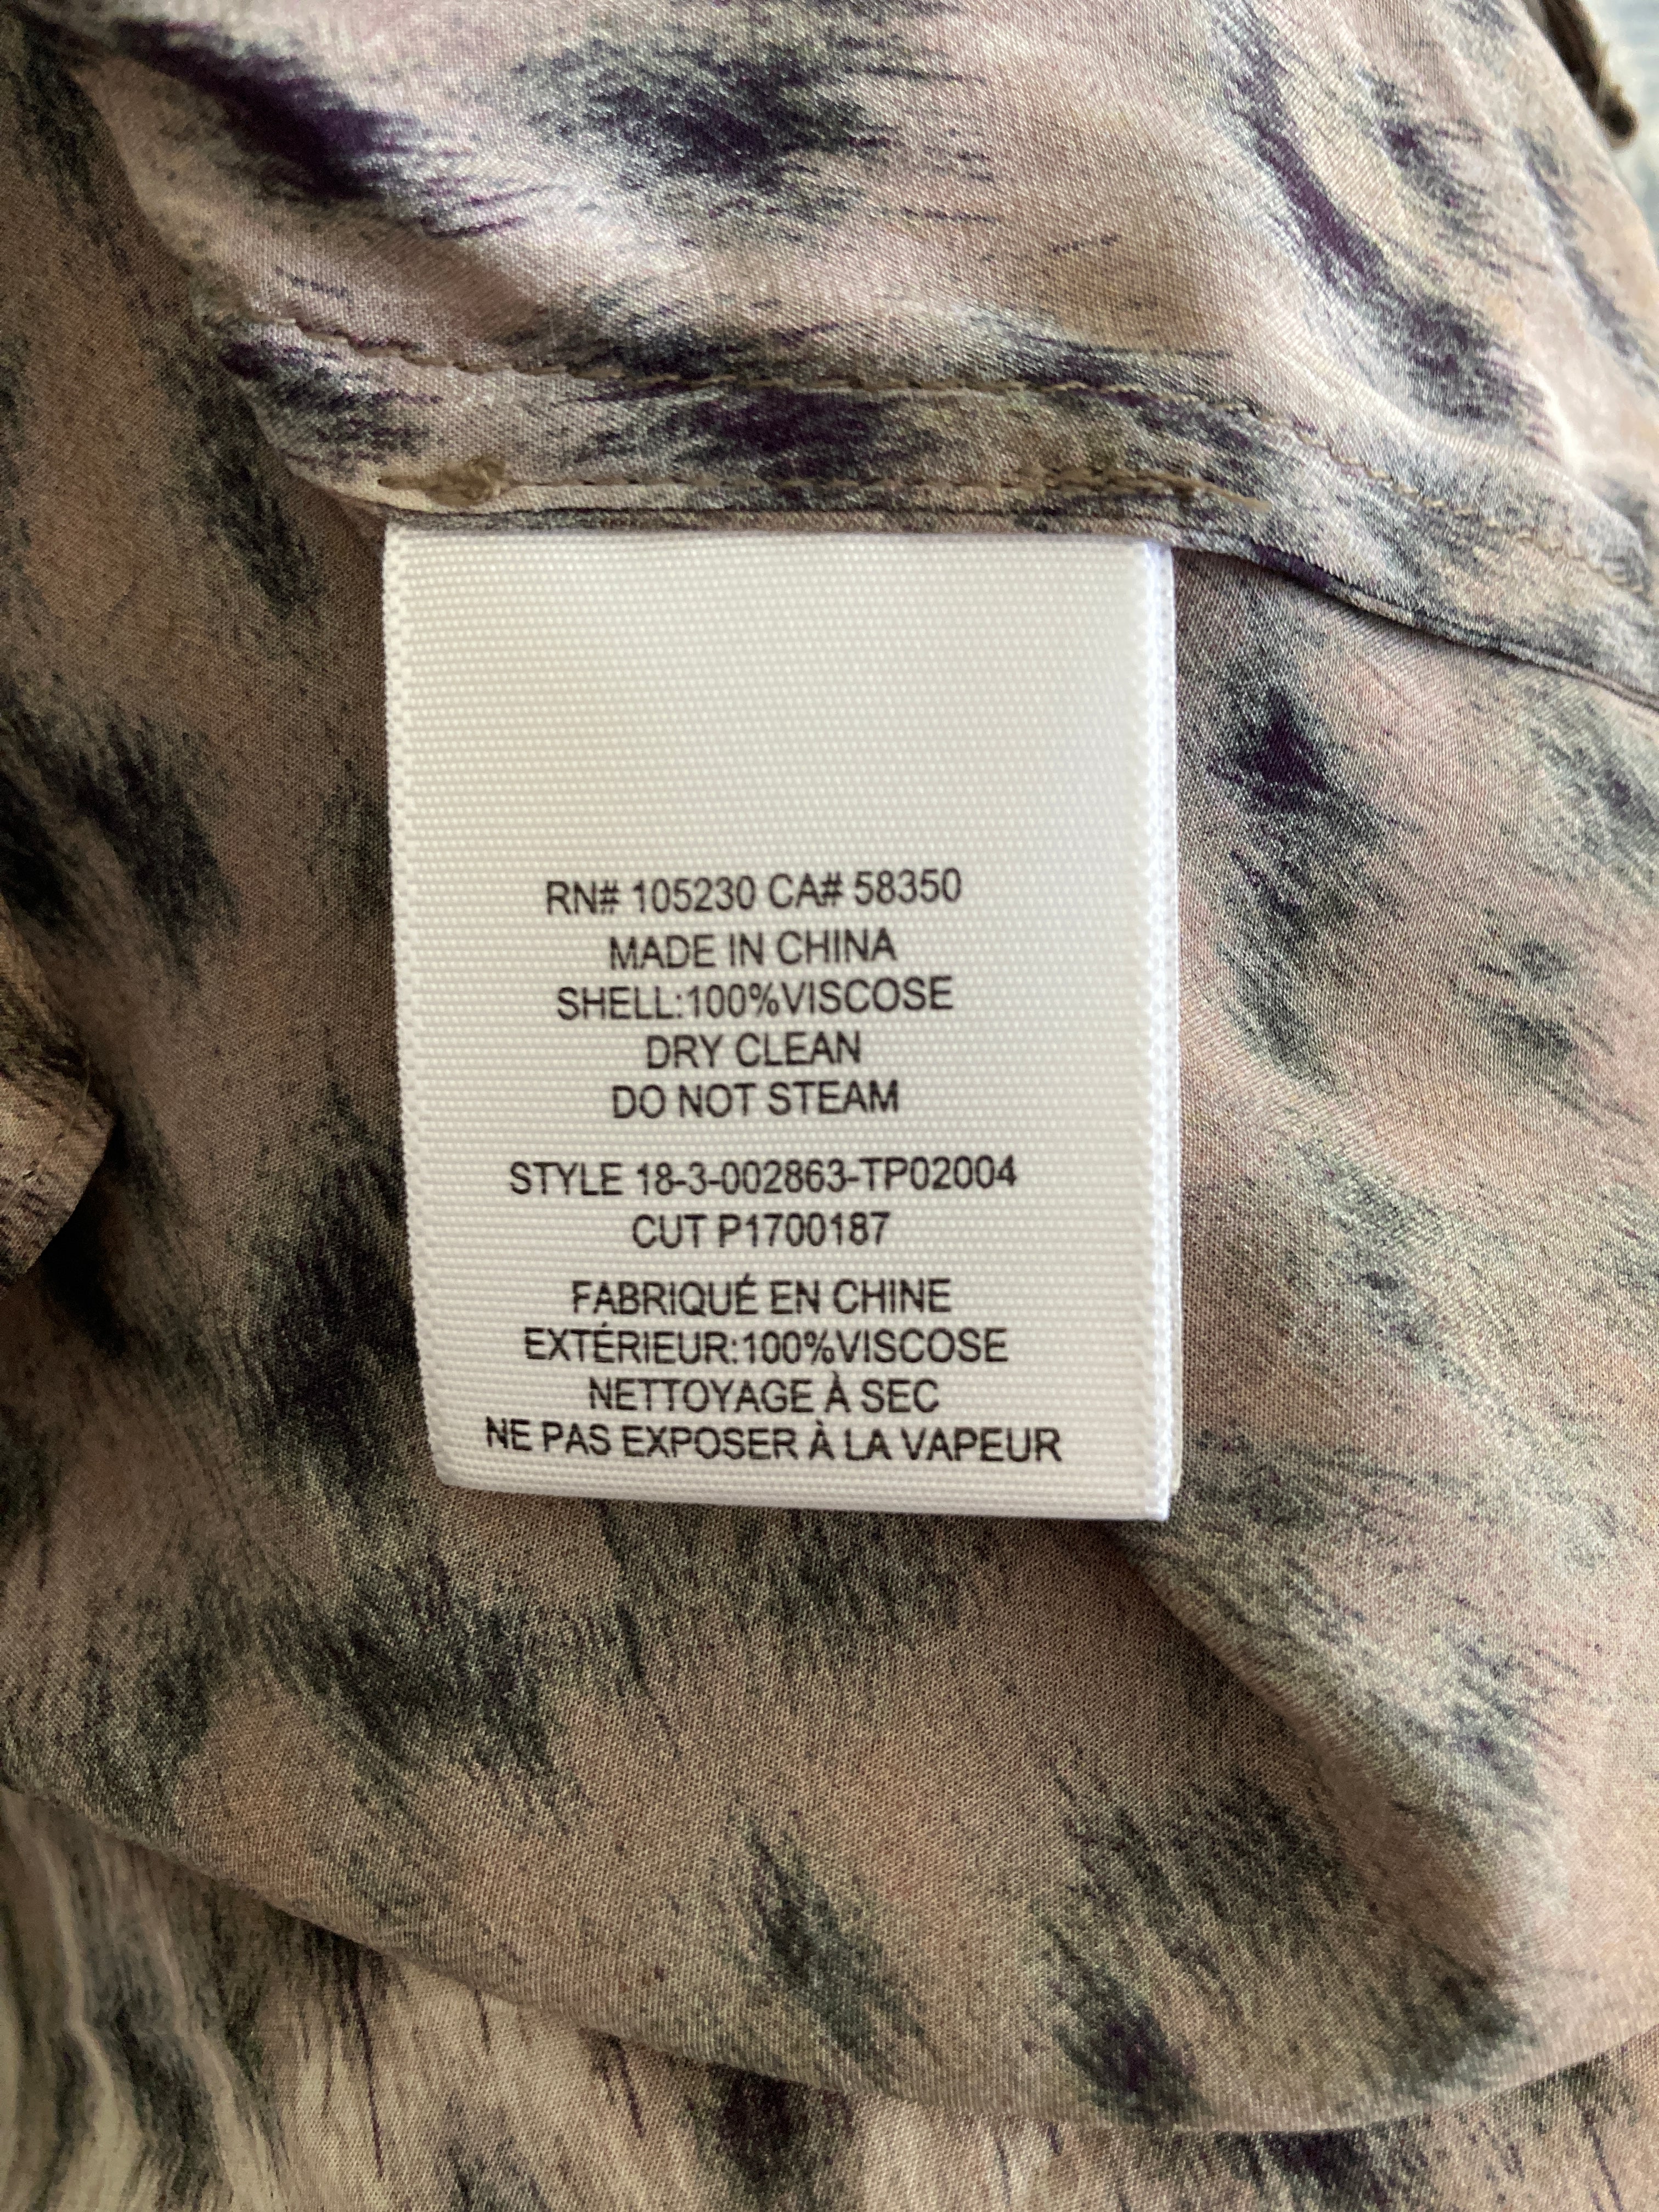 RN# 105230 CA# 58350
MADE IN CHINA
SHELL:100%VISCOSE
DRY CLEAN
DO NOT STEAM
STYLE 18-3-002863-TP02004
CUT P1700187
FABRIQUÉ EN CHINE
EXTÉRIEUR:100%VISCOSE
NETTOYAGE À SEC
NE PAS EXPOSER À LA VAPEUR